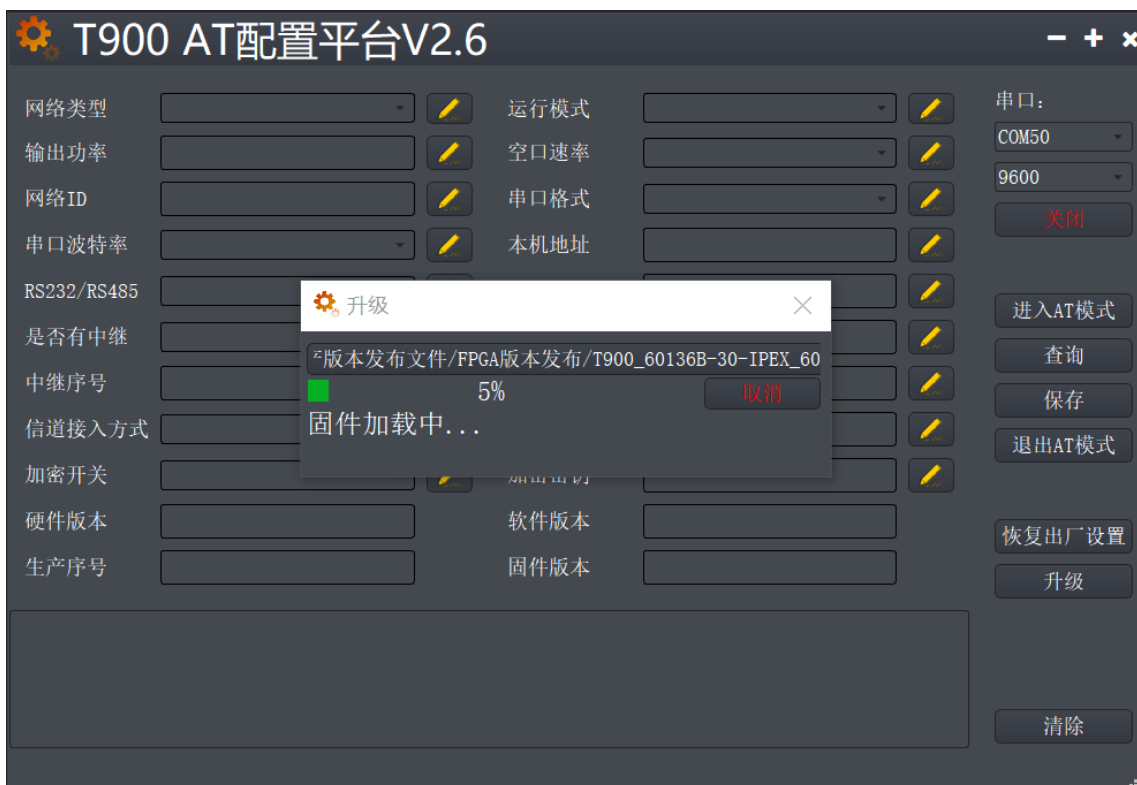 T900 AT配置平台V2.6
网络类型
运行模式
串口：
输出功率
空口速率
COM50
网络ID
串口格式
9600
串口波特率
本机地址
关闭
RS232/RS485
是否有中继
中继序号
信道接入方式
加密开关
硬件版本
软件版本
生产序号
固件版本
升级
版本发布文件/FPGA版本发布/T900_60136B-30-IPEX_60
5%
取消
固件加载中...
进入AT模式
查询
保存
退出AT模式
恢复出厂设置
升级
清除